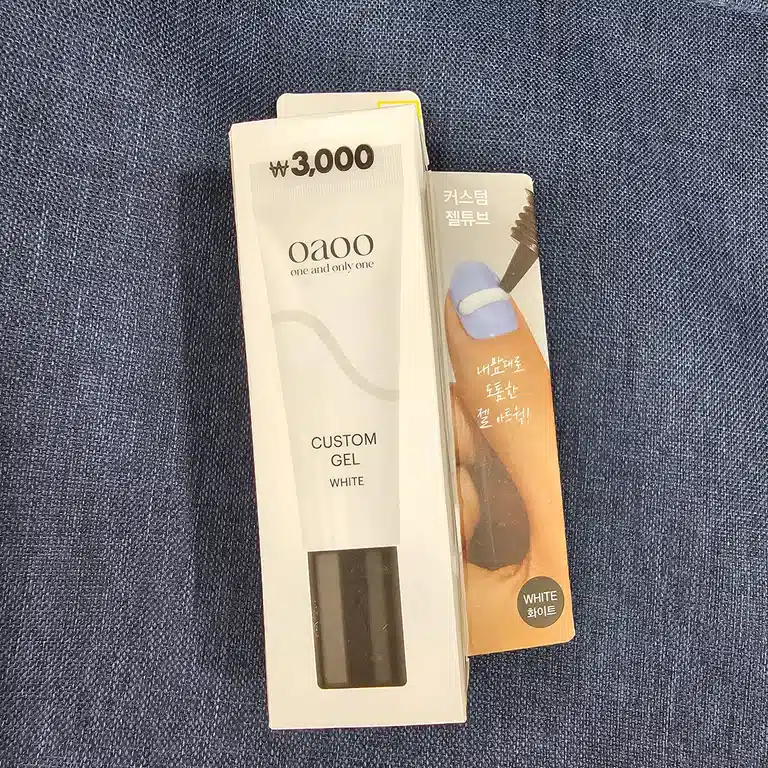 ₩3,000
oaoo
one and only one
CUSTOM
GEL
WHITE
커스텀
젤튜브
내맘대로
도톰한
젤 아트웍!
WHITE
화이트